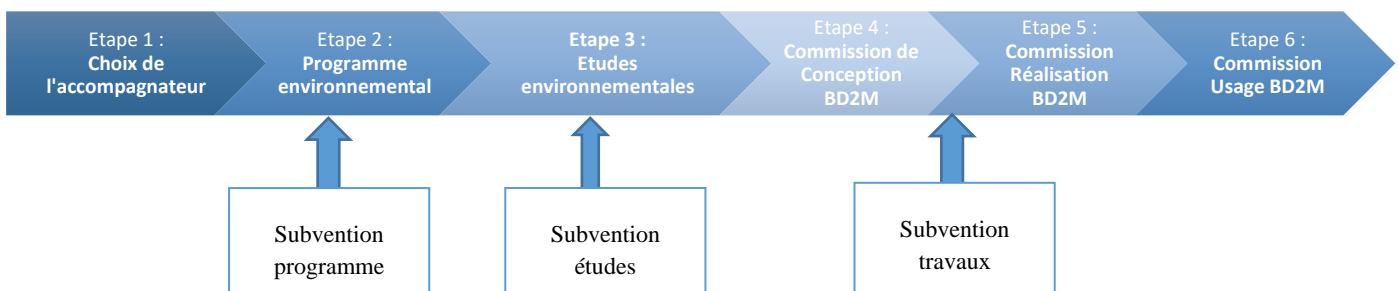 Etape 1 :
Choix de
l'accompagnateur
Etape 2 :
Programme
environnemental
Etape 3 :
Etudes
environnementales
Etape 4 :
Commission de
Conception
BD2M
Etape 5 :
Commission
Réalisation
BD2M
Etape 6 :
Commission
Usage BD2M
Subvention
programme
Subvention
études
Subvention
travaux